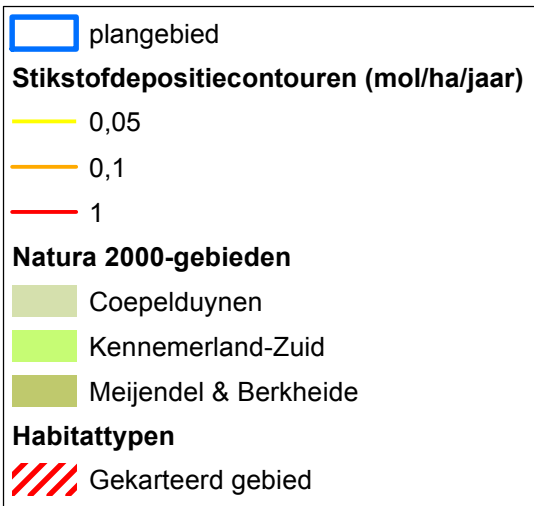 plangebied
Stikstofdepositiecontouren (mol/ha/jaar)
0,05
0,1
1
Natura 2000-gebieden
Coepelduynen
Kennemerland-Zuid
Meijendel & Berkheide
Habitattypen
Gekarteerd gebied